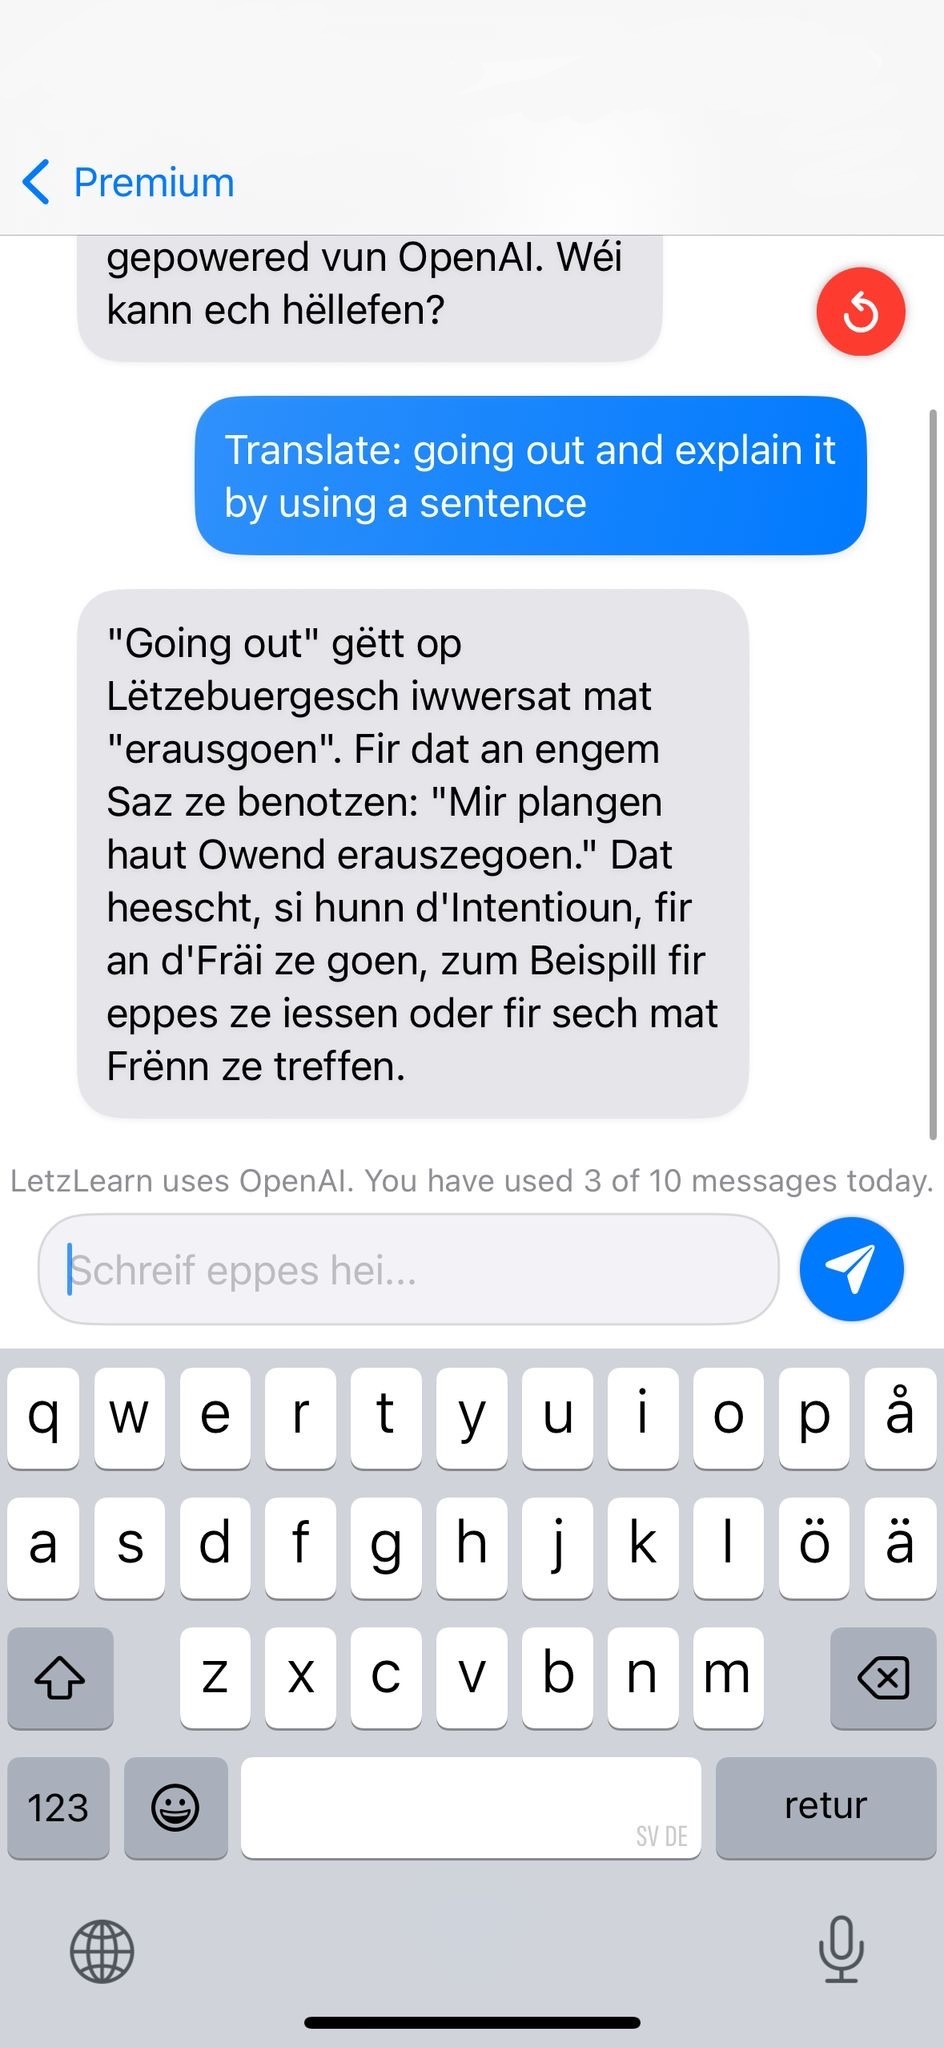 Premium
gepowered vun OpenAI. Wéi
kann ech hëllefen?
Translate: going out and explain it
by using a sentence
"Going out" gëtt op
Lëtzebuergesch iwwersat mat
"erausgoen". Fir dat an engem
Saz ze benotzen: "Mir plangen
haut Owend erauszegoen." Dat
heescht, si hunn d'Intentioun, fir
an d'Fräi ze goen, zum Beispill fir
eppes ze iessen oder fir sech mat
Frënn ze treffen.
LetzLearn uses OpenAI. You have used 3 of 10 messages today.
Schreif eppes hei...
q w e r t y u i o p å
a s d f g h j k l ö ä
z x c v b n m
123 retur
SV DE